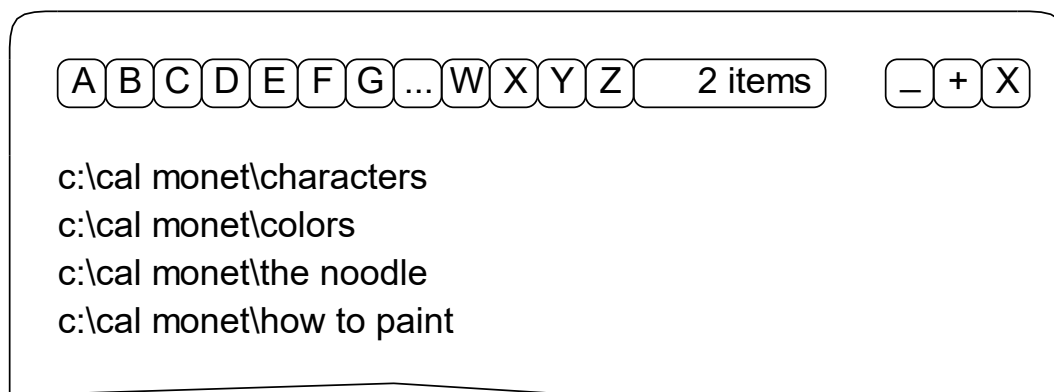 A B C D E F G ... W X Y Z 2 items _ + X
c:\cal monet\characters
c:\cal monet\colors
c:\cal monet\the noodle
c:\cal monet\how to paint